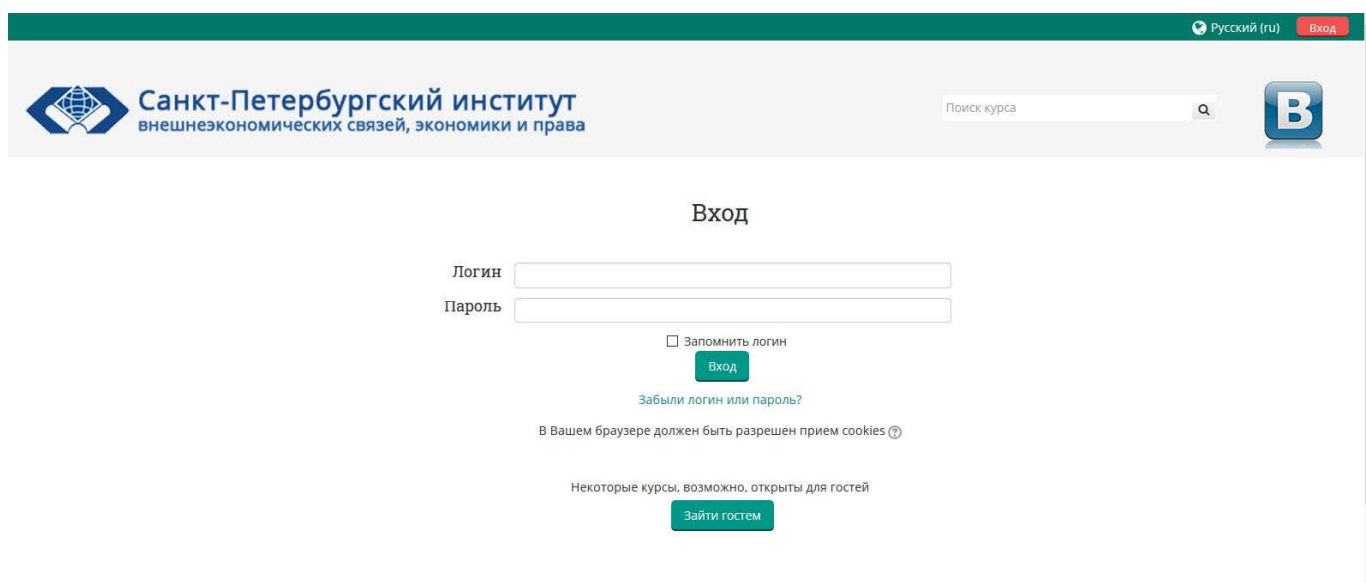 Русский (ru) Вход
Санкт-Петербургский институт
внешнеэкономических связей, экономики и права
Поиск курса
В
Вход
Логин
Пароль
Запомнить логин
Вход
Забыли логин или пароль?
В Вашем браузере должен быть разрешен прием cookies
Некоторые курсы, возможно, открыты для гостей
Зайти гостем